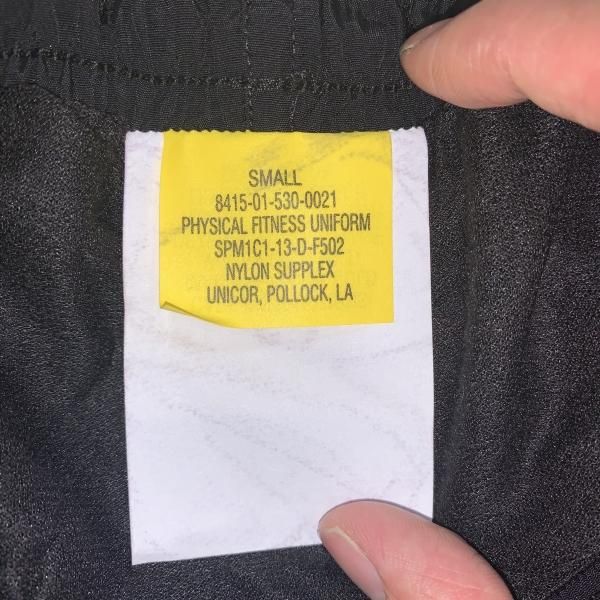 SMALL
8415-01-530-0021
PHYSICAL FITNESS UNIFORM
SPM1C1-13-D-F502
NYLON SUPPLEX
UNICOR, POLLOCK, LA